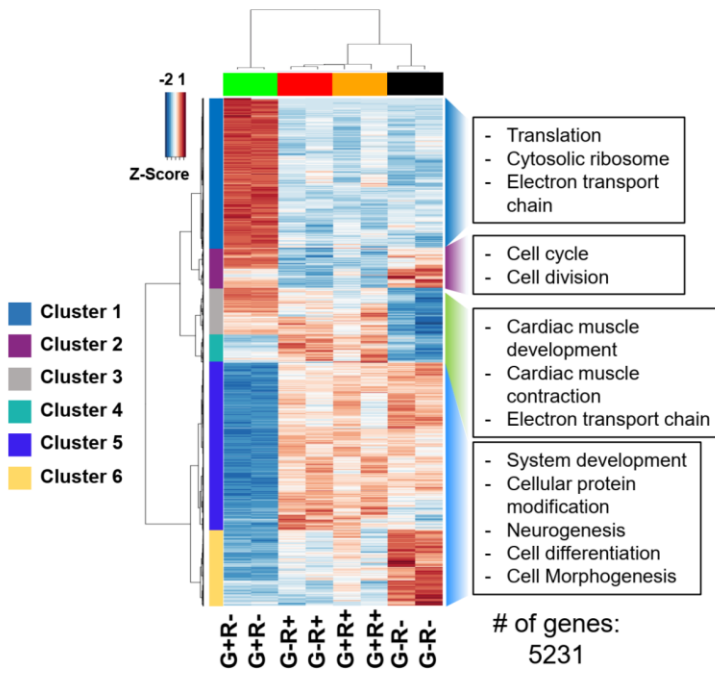 -2 1
Z-Score
Cluster 1
Cluster 2
Cluster 3
Cluster 4
Cluster 5
Cluster 6
- Translation
- Cytosolic ribosome
- Electron transport
chain
- Cell cycle
- Cell division
- Cardiac muscle
development
- Cardiac muscle
contraction
- Electron transport chain
- System development
- Cellular protein
modification
- Neurogenesis
- Cell differentiation
- Cell Morphogenesis
G+R-
G+R-
G-R+
G-R+
G+R+
G+R+
G-R-
G-R-
# of genes:
5231